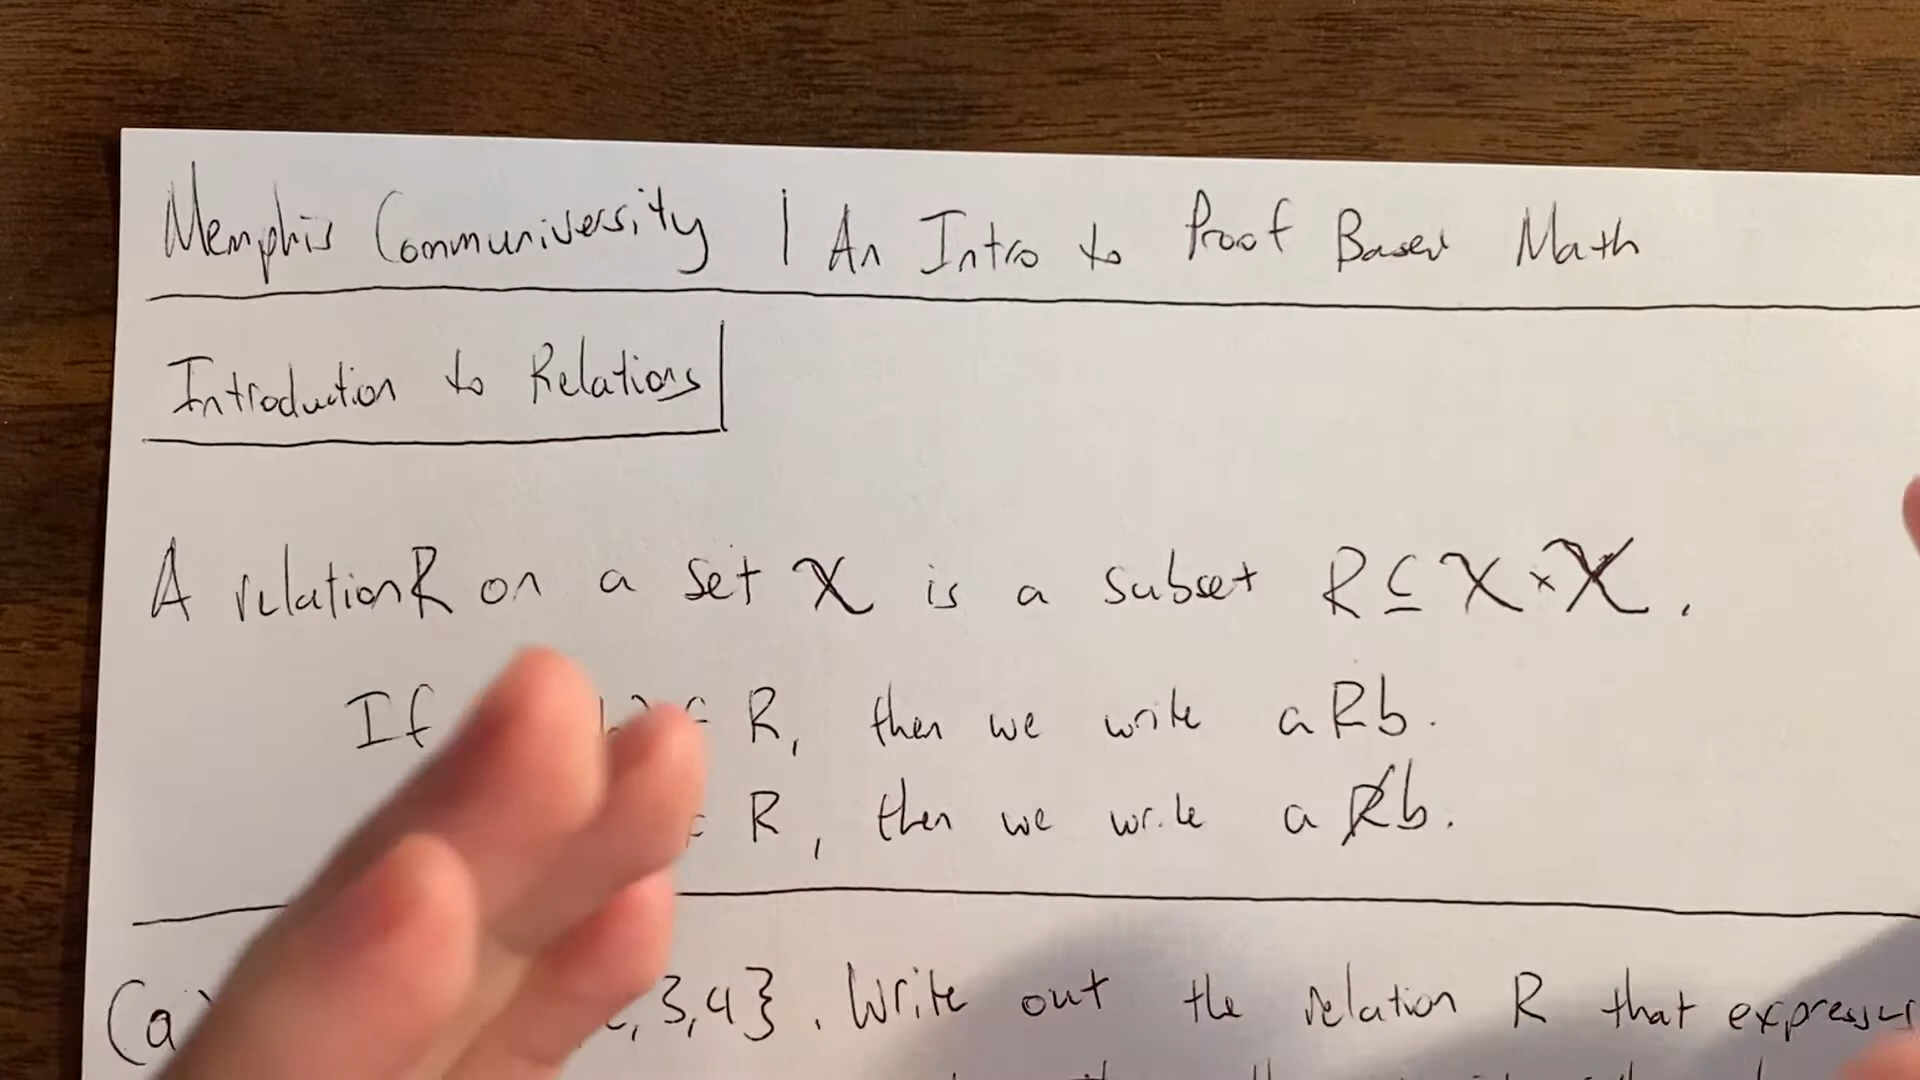 Memphis Communiversity | An Intro to Proof Based Math
Introduction to Relations
A relation R on a set X is a subset R ⊆ X × X.
If R, then we write a R b.
R, then we write a R̸ b.
(a) 3,4}. Write out the relation R that expresses